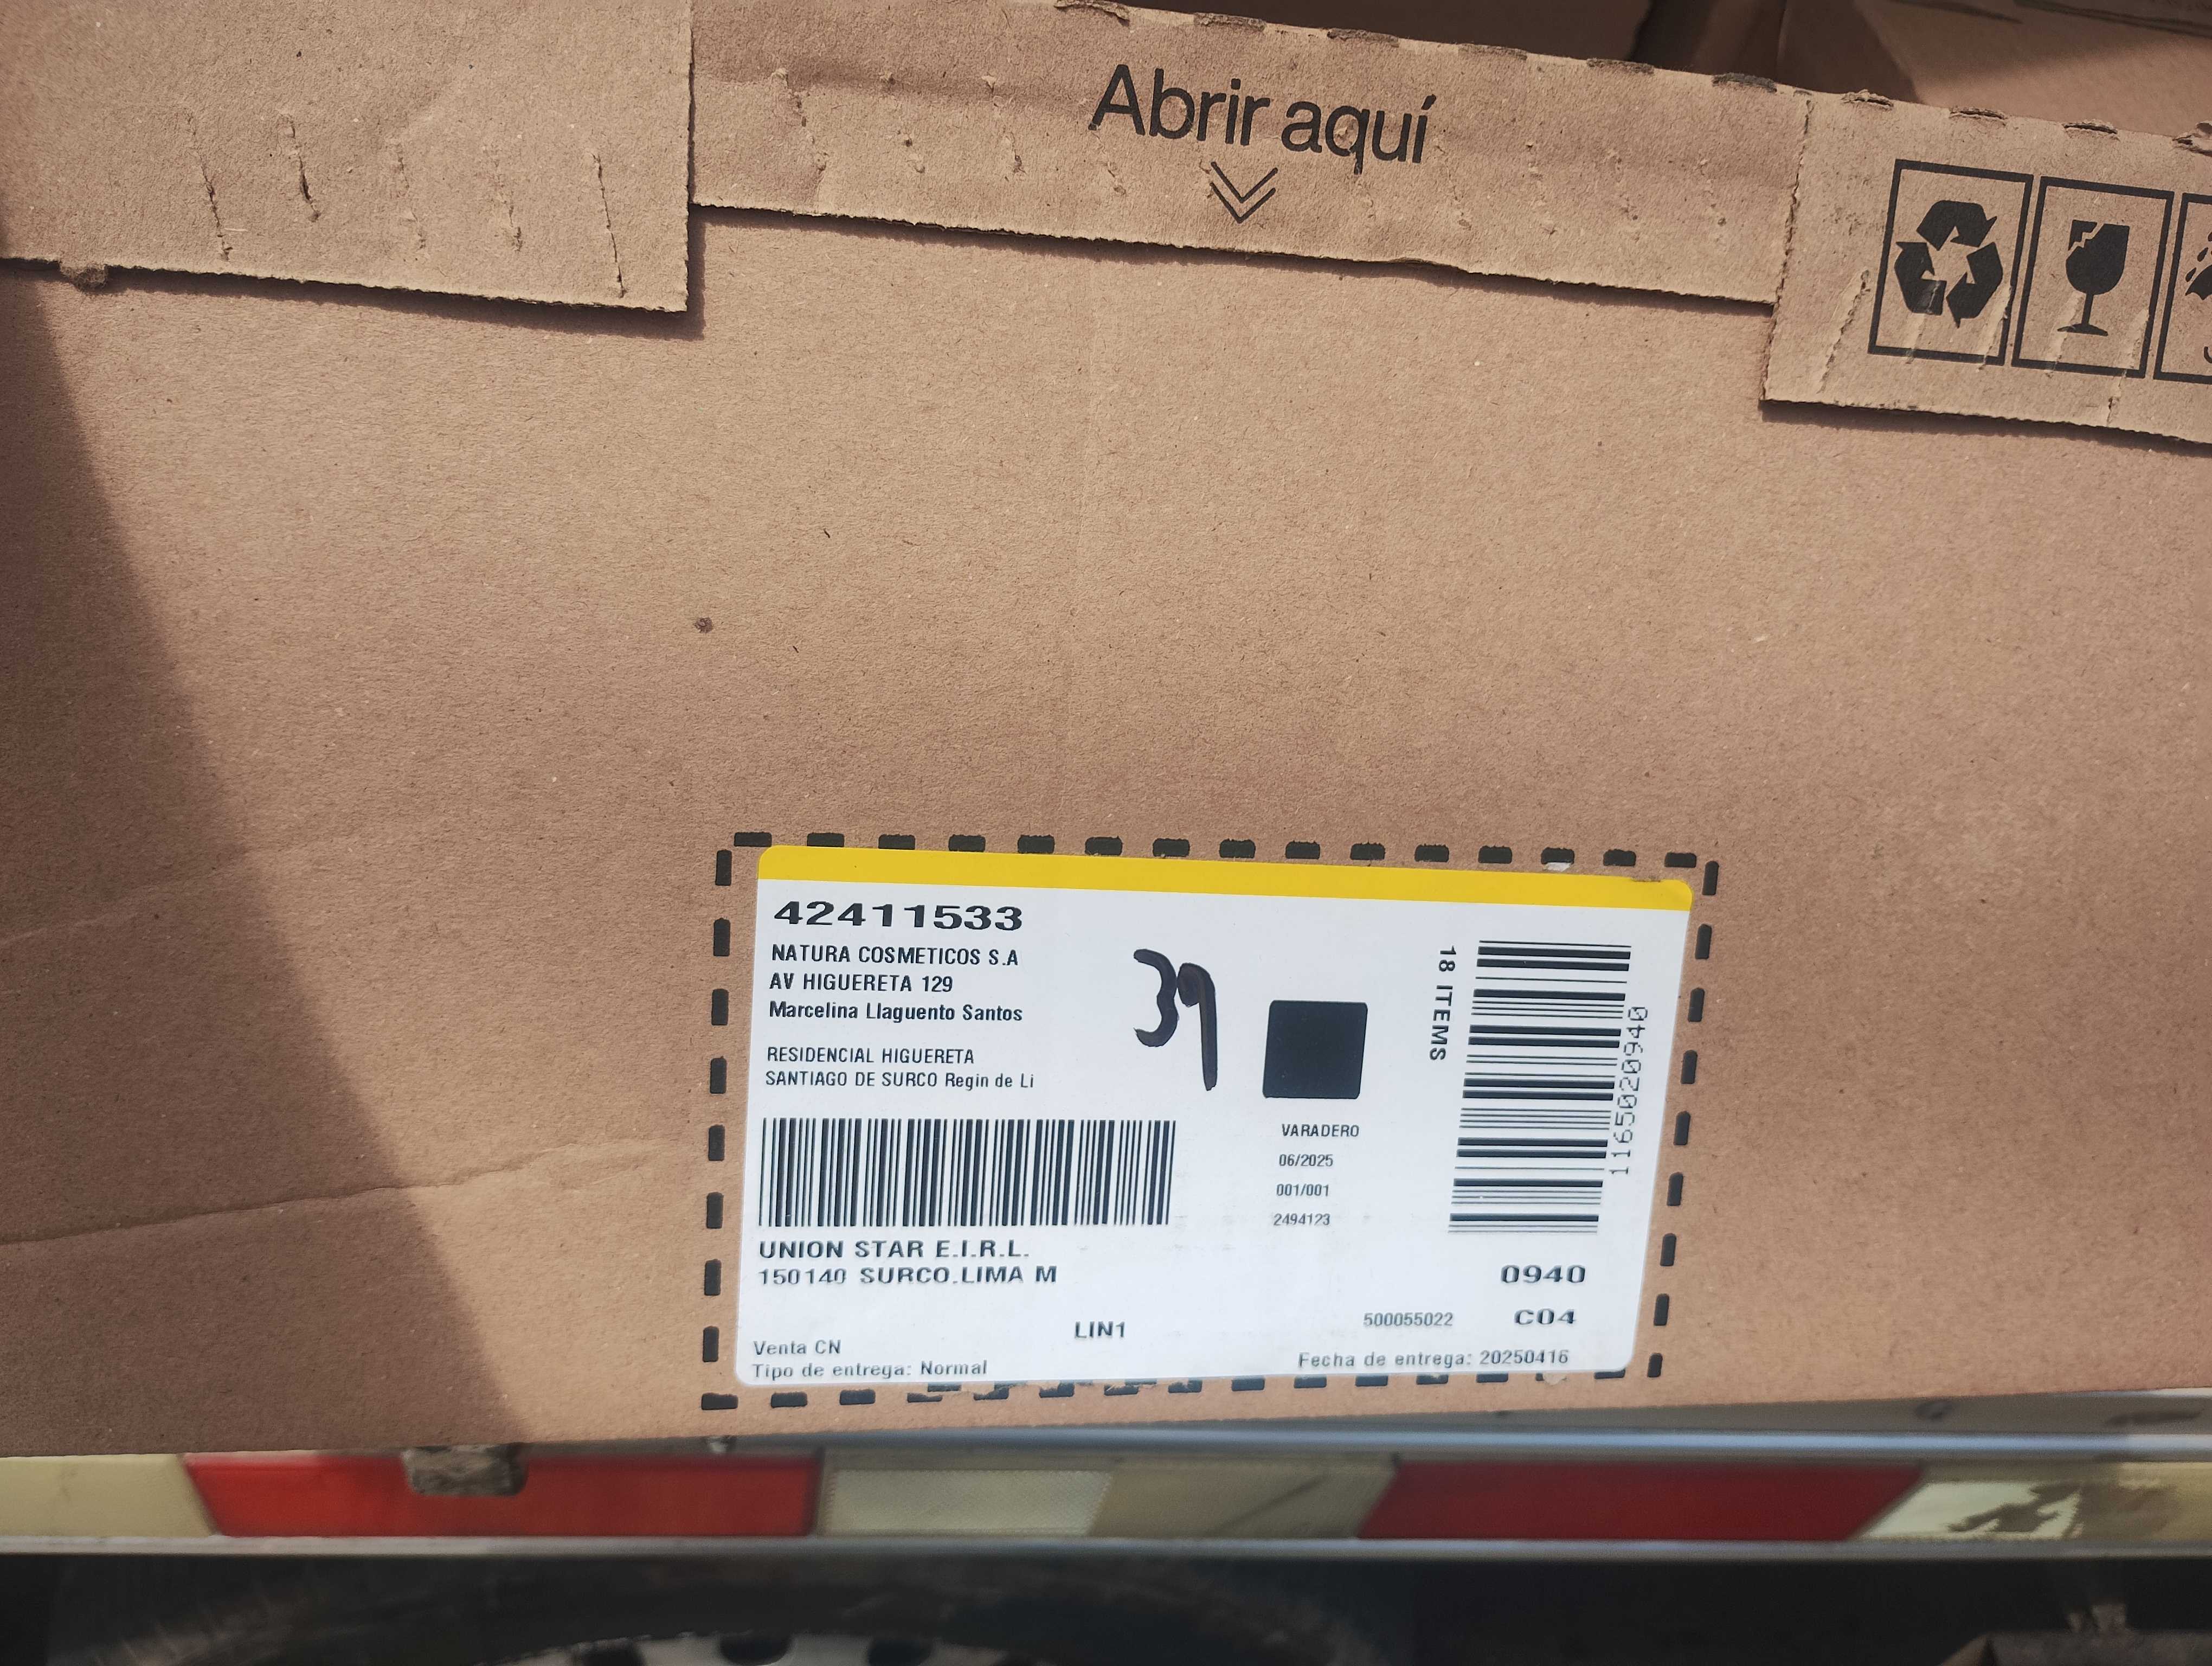 Abrir aquí
42411533
NATURA COSMETICOS S.A
AV HIGUERETA 129
Marcelina Llaguento Santos
39
RESIDENCIAL HIGUERETA
SANTIAGO DE SURCO Regin de Li
18 ITEMS
1165020940
VARADERO
06/2025
001/001
2494123
UNION STAR E.I.R.L.
150140 SURCO.LIMA M
0940
LIN1
500055022
C04
Venta CN
Tipo de entrega: Normal
Fecha de entrega: 20250416